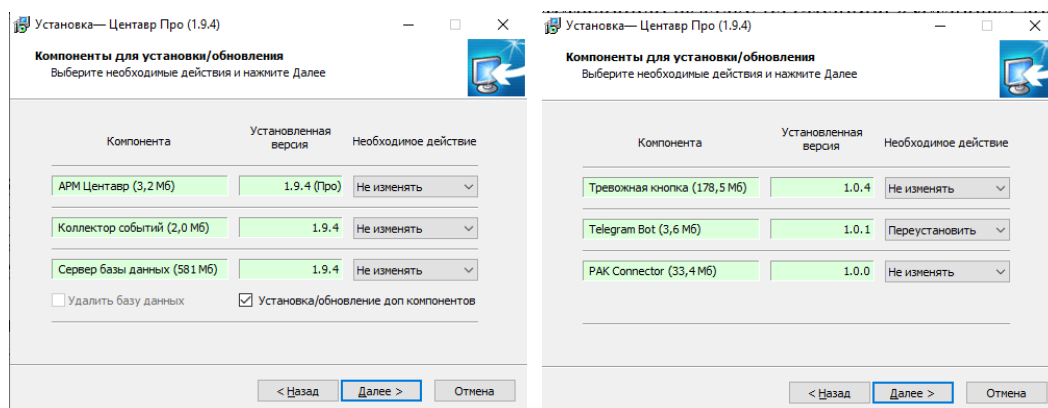 Установка— Центавр Про (1.9.4)
Компоненты для установки/обновления
Выберите необходимые действия и нажмите Далее
Компонента
Установленная
версия
Необходимое действие
АРМ Центавр (3,2 Мб) 1.9.4 (Про) Не изменять
Коллектор событий (2,0 Мб) 1.9.4 Не изменять
Сервер базы данных (581 Мб) 1.9.4 Не изменять
Удалить базу данных Установка/обновление доп компонентов
< Назад Далее > Отмена
Установка— Центавр Про (1.9.4)
Компоненты для установки/обновления
Выберите необходимые действия и нажмите Далее
Компонента
Установленная
версия
Необходимое действие
Тревожная кнопка (178,5 Мб) 1.0.4 Не изменять
Telegram Bot (3,6 Мб) 1.0.1 Переустановить
PAK Connector (33,4 Мб) 1.0.0 Не изменять
< Назад Далее > Отмена